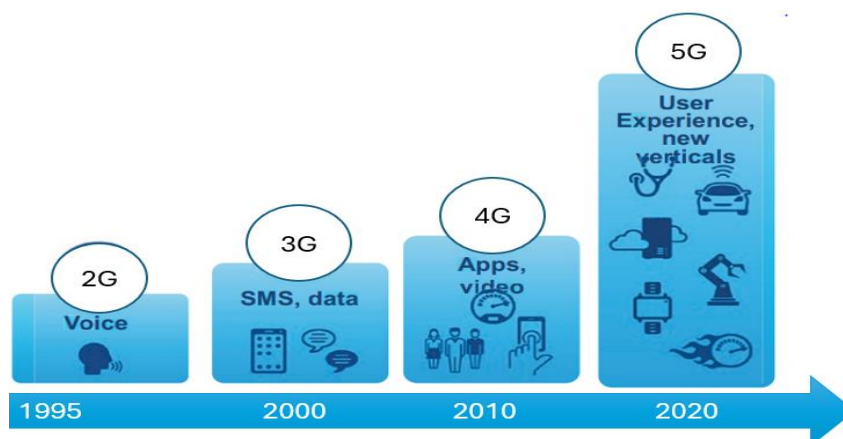 2G
Voice
3G
SMS, data
4G
Apps,
video
5G
User
Experience,
new
verticals
1995
2000
2010
2020